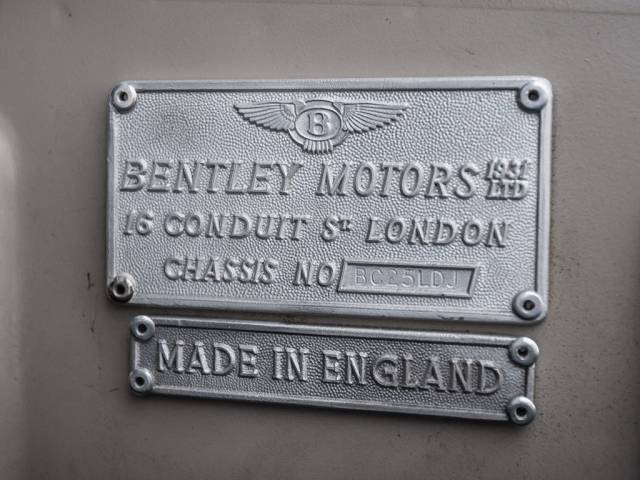 B
BENTLEY MOTORS 1931 LTD
16 CONDUIT ST LONDON
CHASSIS NO BC25LDJ
MADE IN ENGLAND